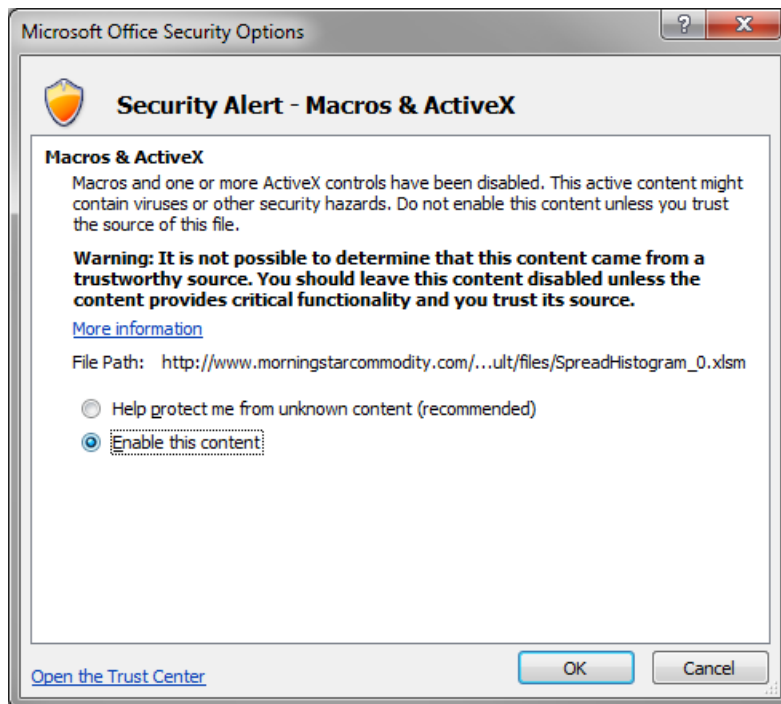 Microsoft Office Security Options
?
X
Security Alert - Macros & ActiveX
Macros & ActiveX
Macros and one or more ActiveX controls have been disabled. This active content might
contain viruses or other security hazards. Do not enable this content unless you trust
the source of this file.
Warning: It is not possible to determine that this content came from a
trustworthy source. You should leave this content disabled unless the
content provides critical functionality and you trust its source.
More information
File Path: http://www.morningstarcommodity.com/...ult/files/SpreadHistogram_0.xlsm
Help protect me from unknown content (recommended)
Enable this content
Open the Trust Center
OK
Cancel